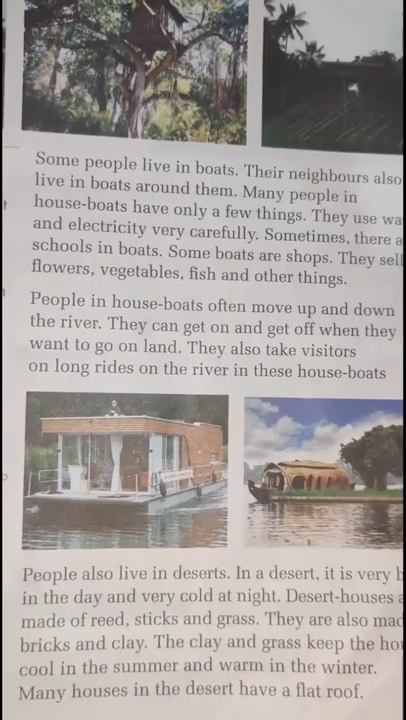 Some people live in boats. Their neighbours also
live in boats around them. Many people in
house-boats have only a few things. They use wa
and electricity very carefully. Sometimes, there a
schools in boats. Some boats are shops. They sell
flowers, vegetables, fish and other things.
People in house-boats often move up and down
the river. They can get on and get off when they
want to go on land. They also take visitors
on long rides on the river in these house-boats
People also live in deserts. In a desert, it is very h
in the day and very cold at night. Desert-houses a
made of reed, sticks and grass. They are also mad
bricks and clay. The clay and grass keep the hou
cool in the summer and warm in the winter.
Many houses in the desert have a flat roof.